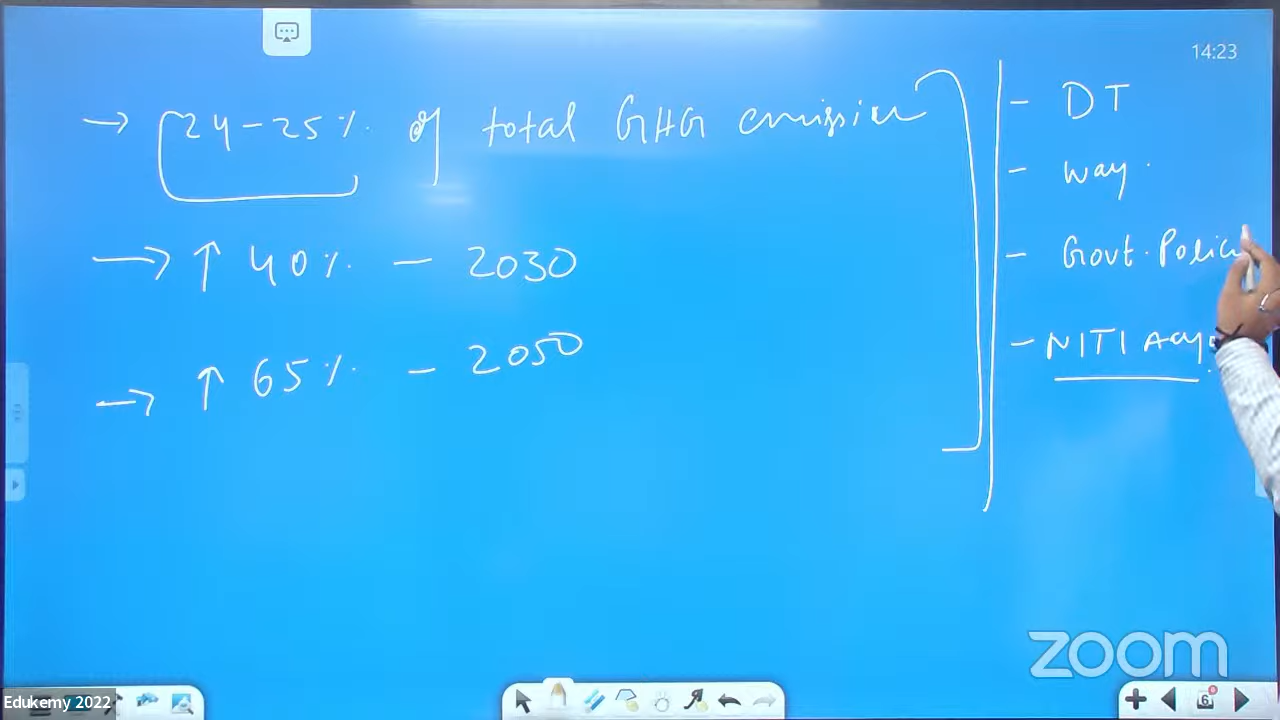 14:23
→ 24-25% of total GHG emission
→ ↑ 40% - 2030
→ ↑ 65% - 2050
- DT
- way.
- Govt. Polic
- NITI Aay
zoom
Edukemy 2022
6